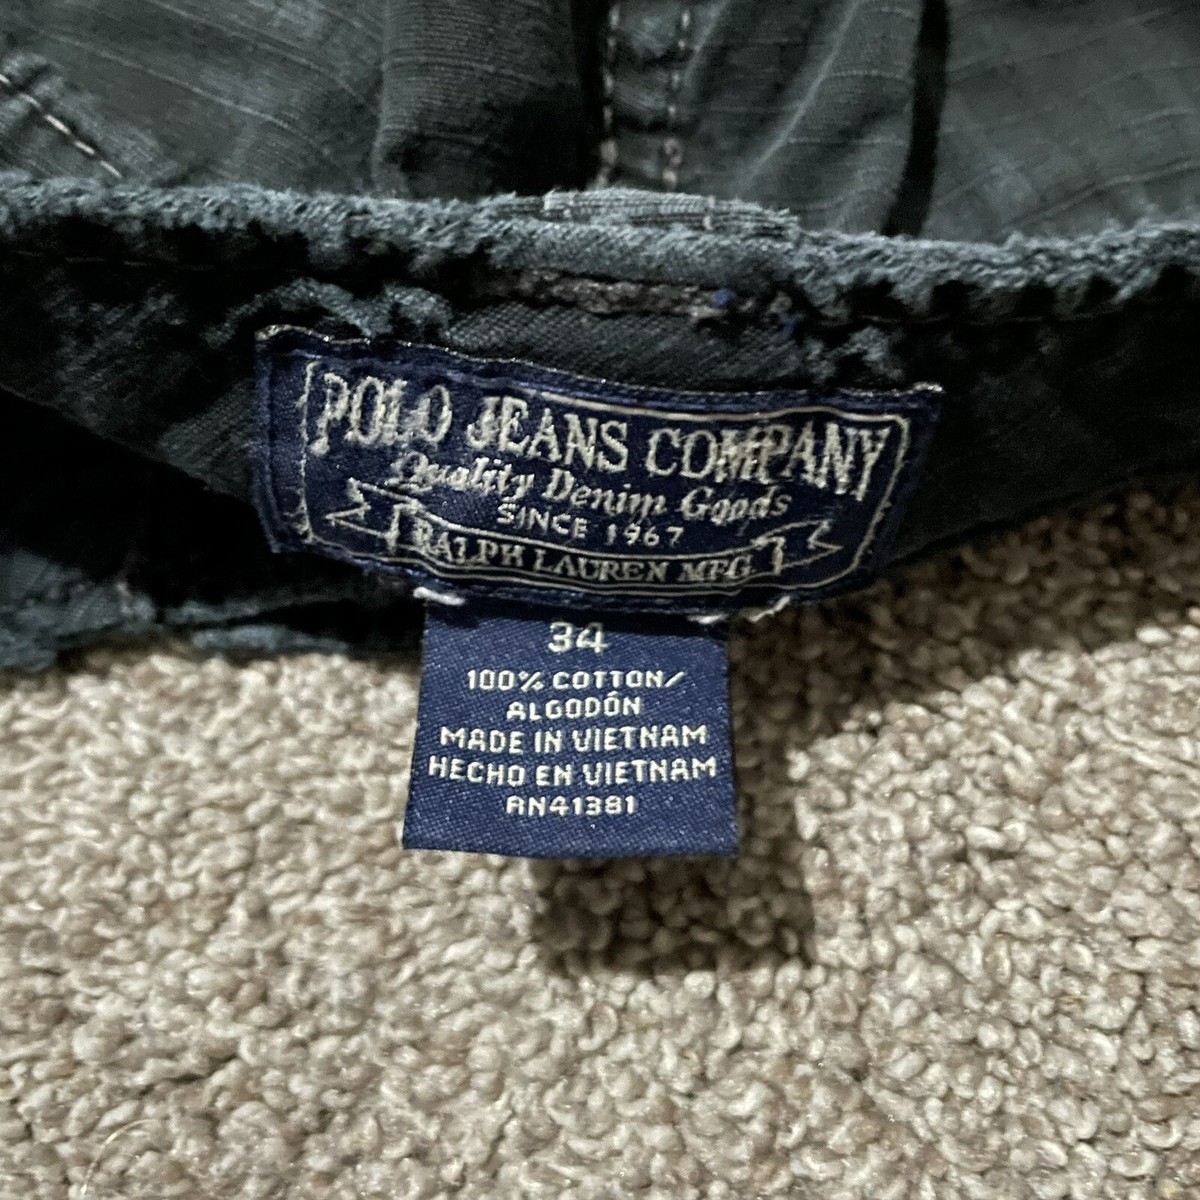 POLO JEANS COMPANY
Quality Denim Goods
SINCE 1967
RALPH LAUREN MFG.
34
100% COTTON/
ALGODÓN
MADE IN VIETNAM
HECHO EN VIETNAM
RN41381